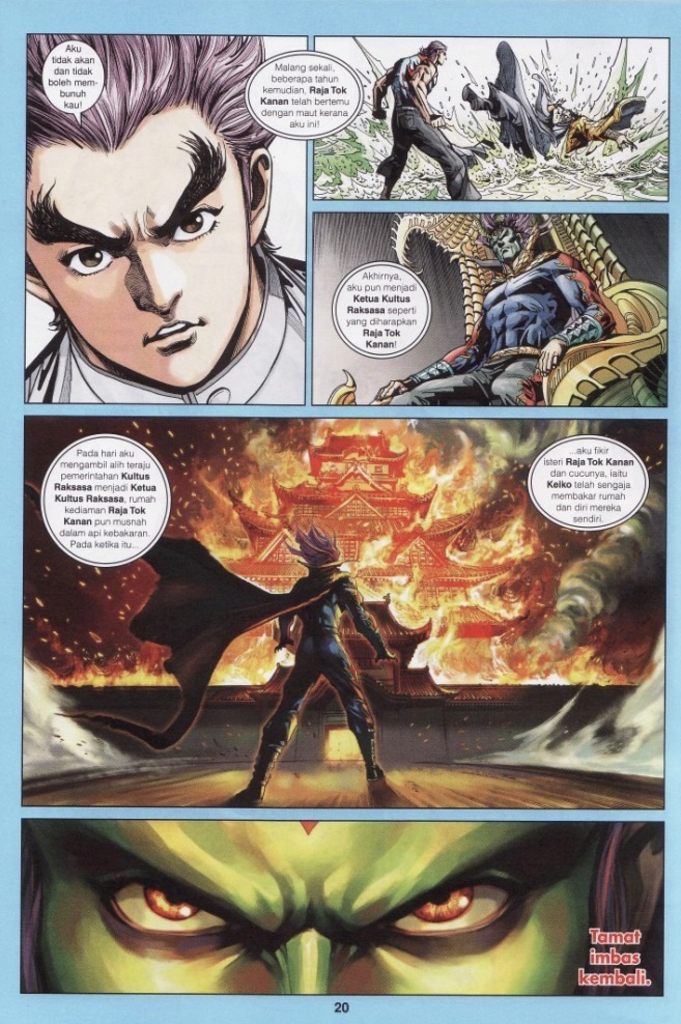 Aku
tidak akan
dan tidak
boleh mem-
bunuh
kau!
Malang sekali,
beberapa tahun
kemudian, Raja Tok
Kanan telah bertemu
dengan maut kerana
aku ini!
Akhirnya,
aku pun menjadi
Ketua Kultus
Raksasa seperti
yang diharapkan
Raja Tok
Kanan!
Pada hari aku
mengambil alih teraju
pemerintahan Kultus
Raksasa menjadi Ketua
Kultus Raksasa, rumah
kediaman Raja Tok
Kanan pun musnah
dalam api kebakaran.
Pada ketika itu...
...aku fikir
isteri Raja Tok Kanan
dan cucunya, iaitu
Keiko telah sengaja
membakar rumah
dan diri mereka
sendiri.
Tamat
imbas
kembali.
20